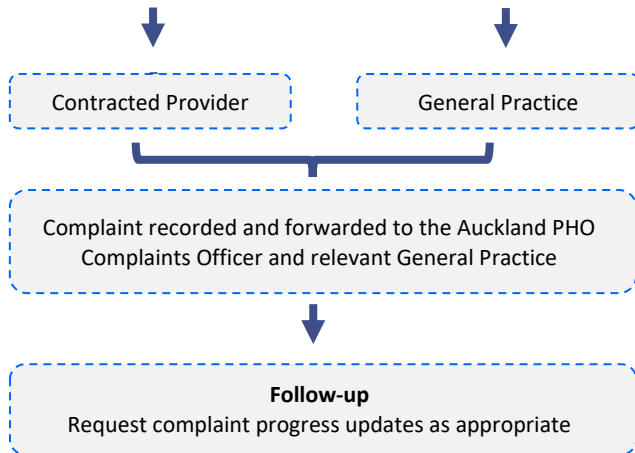 Contracted Provider
General Practice
Complaint recorded and forwarded to the Auckland PHO
Complaints Officer and relevant General Practice
Follow-up
Request complaint progress updates as appropriate